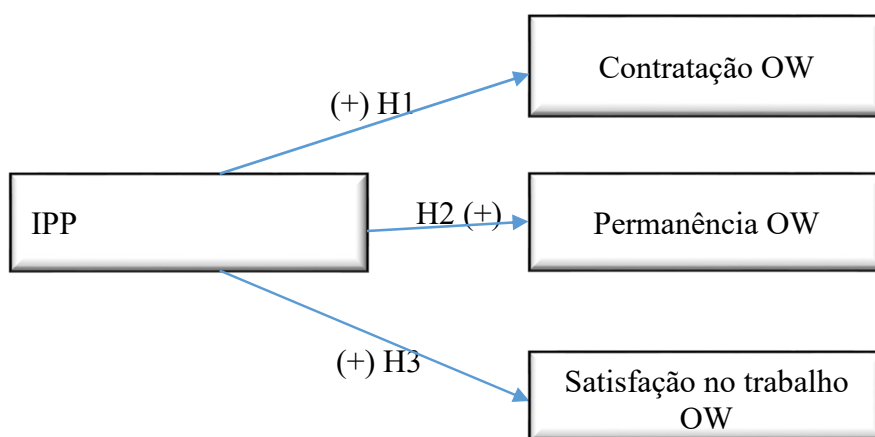 Contratação OW
(+) H1
IPP
H2 (+)
Permanência OW
(+) H3
Satisfação no trabalho
OW